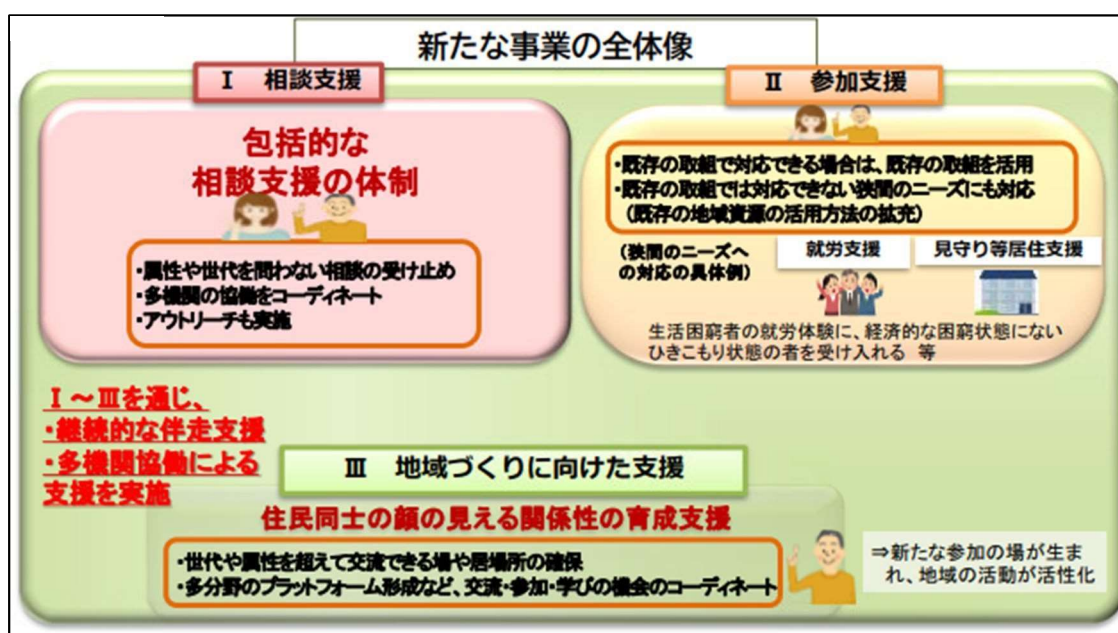 新たな事業の全体像
Ⅰ 相談支援
包括的な
相談支援の体制
・属性や世代を問わない相談の受け止め
・多機関の協働をコーディネート
・アウトリーチも実施
Ⅱ 参加支援
・既存の取組で対応できる場合は、既存の取組を活用
・既存の取組では対応できない狭間のニーズにも対応
（既存の地域資源の活用方法の拡充）
（狭間のニーズへ
の対応の具体例）
就労支援
見守り等居住支援
生活困窮者の就労体験に、経済的な困窮状態にない
ひきこもり状態の者を受け入れる 等
Ⅰ～Ⅲを通じ、
・継続的な伴走支援
・多機関協働による
支援を実施
Ⅲ 地域づくりに向けた支援
住民同士の顔の見える関係性の育成支援
・世代や属性を超えて交流できる場や居場所の確保
・多分野のプラットフォーム形成など、交流・参加・学びの機会のコーディネート
⇒新たな参加の場が生ま
れ、地域の活動が活性化